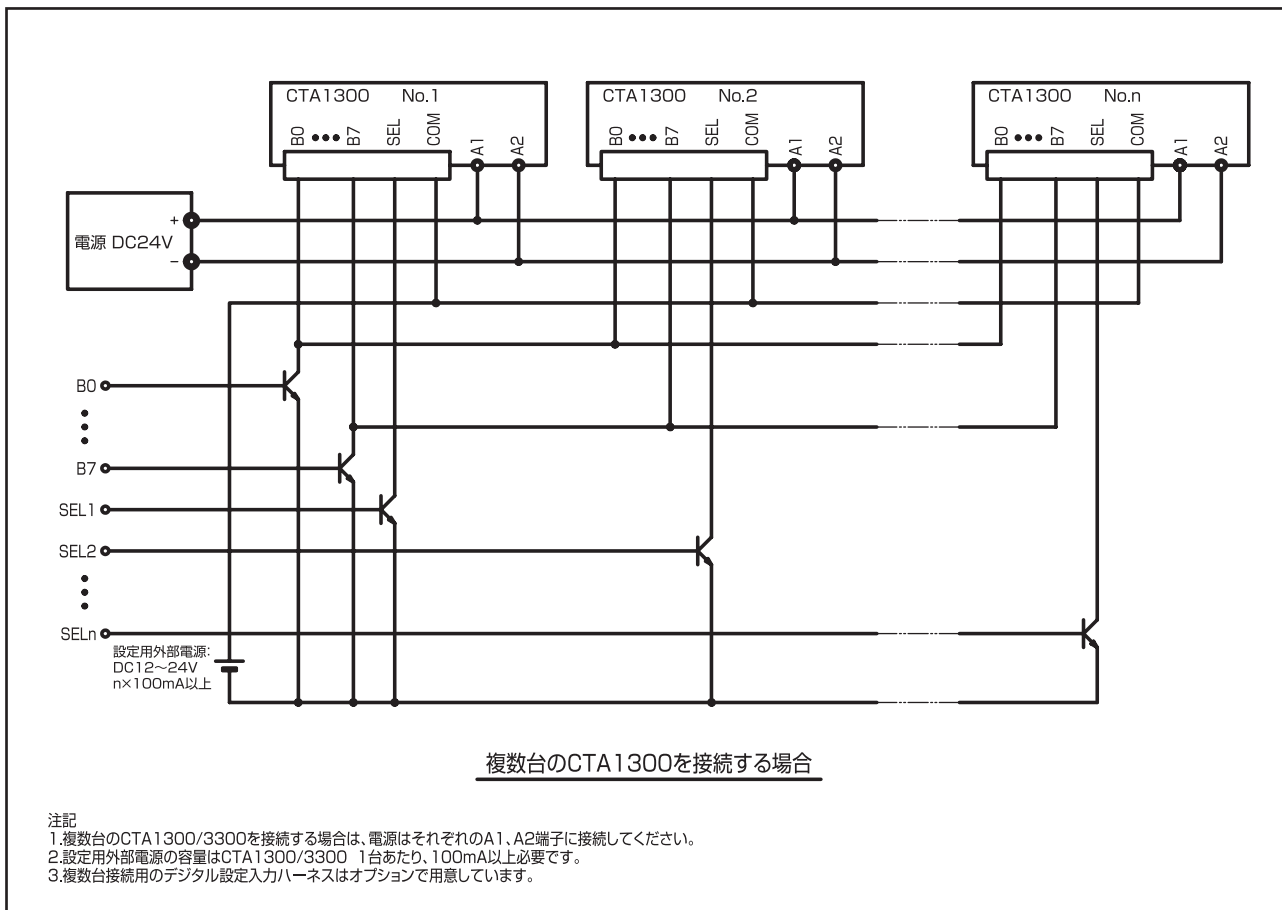 CTA1300 No.1
B0 ••• B7 SEL COM A1 A2
CTA1300 No.2
B0 ••• B7 SEL COM A1 A2
CTA1300 No.n
B0 ••• B7 SEL COM A1 A2
電源 DC24V
+
−
B0
B7
SEL1
SEL2
SELn
設定用外部電源:
DC12～24V
n×100mA以上
複数台のCTA1300を接続する場合
注記
1.複数台のCTA1300/3300を接続する場合は、電源はそれぞれのA1、A2端子に接続してください。
2.設定用外部電源の容量はCTA1300/3300 1台あたり、100mA以上必要です。
3.複数台接続用のデジタル設定入力ハーネスはオプションで用意しています。